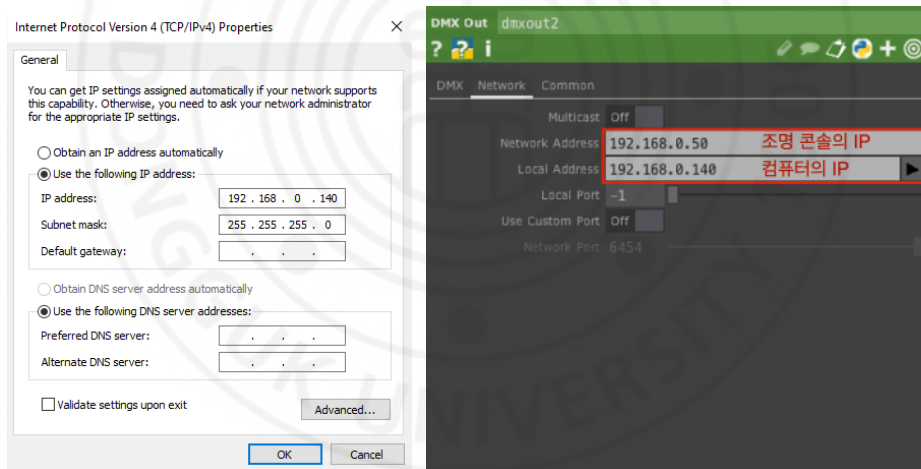 Internet Protocol Version 4 (TCP/IPv4) Properties
General
You can get IP settings assigned automatically if your network supports
this capability. Otherwise, you need to ask your network administrator
for the appropriate IP settings.
Obtain an IP address automatically
Use the following IP address:
IP address: 192 . 168 . 0 . 140
Subnet mask: 255 . 255 . 255 . 0
Default gateway: . . .
Obtain DNS server address automatically
Use the following DNS server addresses:
Preferred DNS server: . . .
Alternate DNS server: . . .
Validate settings upon exit
Advanced...
OK Cancel
DMX Out dmxout2
? ? i
DMX Network Common
Multicast Off
Network Address 192.168.0.50 조명 콘솔의 IP
Local Address 192.168.0.140 컴퓨터의 IP
Local Port -1
Use Custom Port Off
Network Port 6454
DONGGUK UNIVERSITY